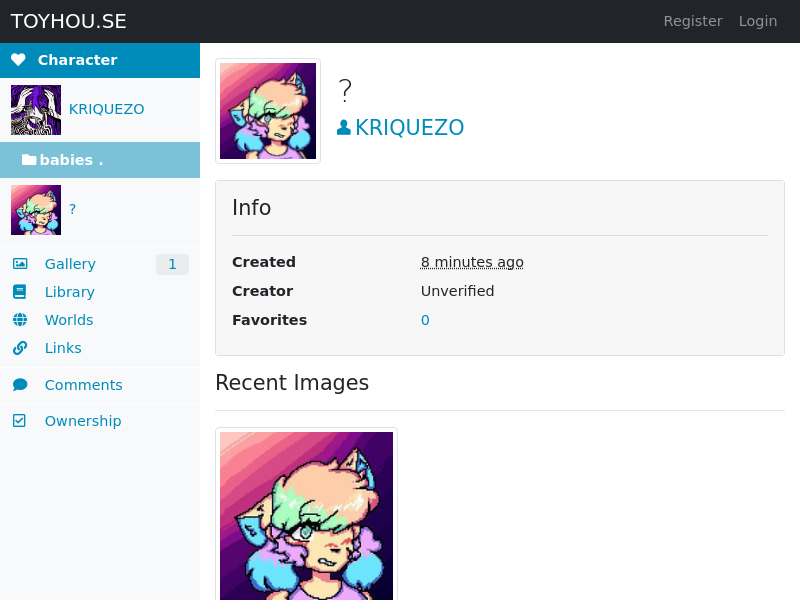 TOYHOU.SE
Register
Login
Character
KRIQUEZO
babies .
?
Gallery
1
Library
Worlds
Links
Comments
Ownership
?
KRIQUEZO
Info
Created
8 minutes ago
Creator
Unverified
Favorites
0
Recent Images